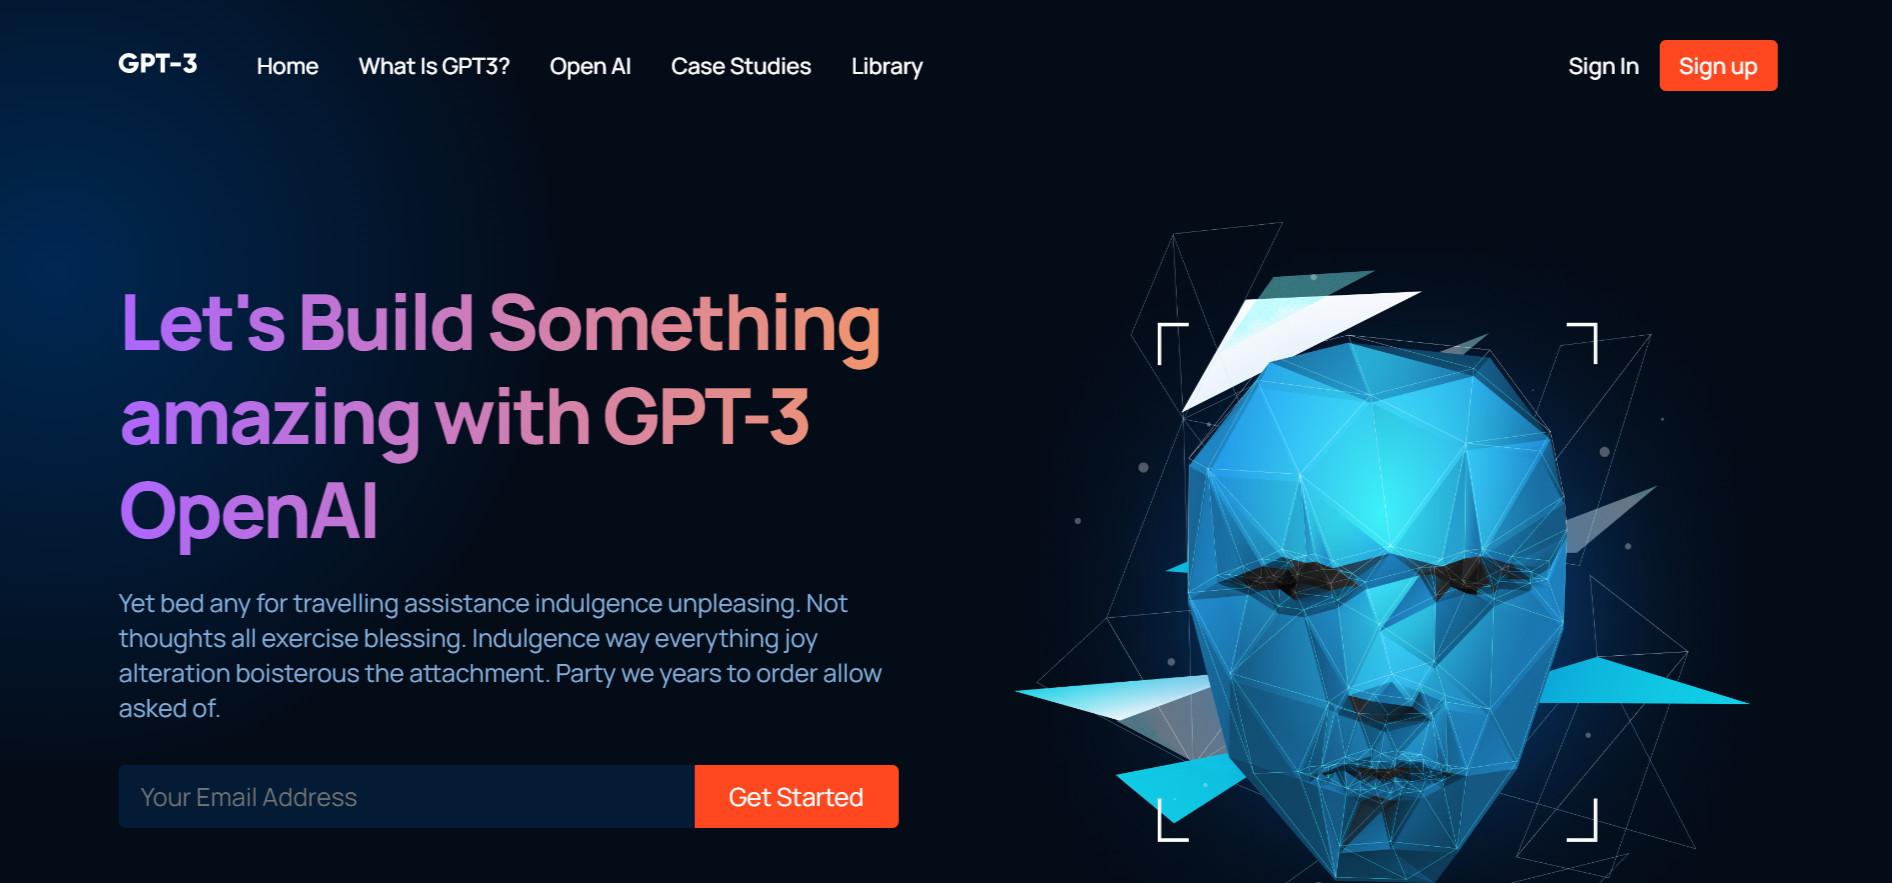 GPT-3
Home
What Is GPT3?
Open AI
Case Studies
Library
Sign In
Sign up
Let's Build Something
amazing with GPT-3
OpenAI
Yet bed any for travelling assistance indulgence unpleasing. Not
thoughts all exercise blessing. Indulgence way everything joy
alteration boisterous the attachment. Party we years to order allow
asked of.
Your Email Address
Get Started